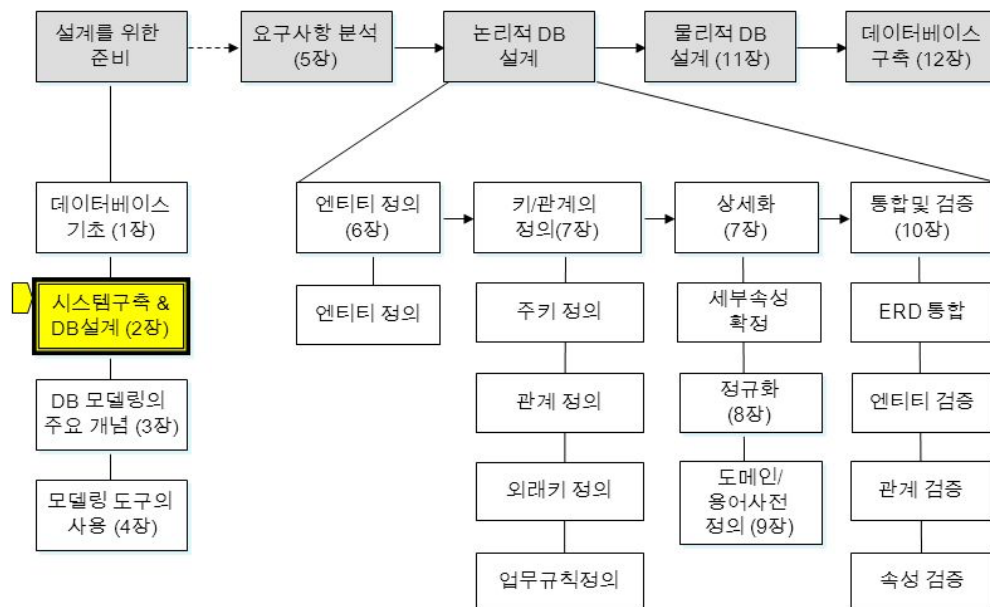 설계를 위한
준비
요구사항 분석
(5장)
논리적 DB
설계
물리적 DB
설계 (11장)
데이터베이스
구축 (12장)
데이터베이스
기초 (1장)
엔티티 정의
(6장)
키/관계의
정의(7장)
상세화
(7장)
통합및 검증
(10장)
시스템구축 &
DB설계 (2장)
엔티티 정의
주키 정의
세부속성
확정
ERD 통합
DB 모델링의
주요 개념 (3장)
관계 정의
정규화
(8장)
엔티티 검증
모델링 도구의
사용 (4장)
외래키 정의
도메인/
용어사전
정의 (9장)
관계 검증
업무규칙정의
속성 검증